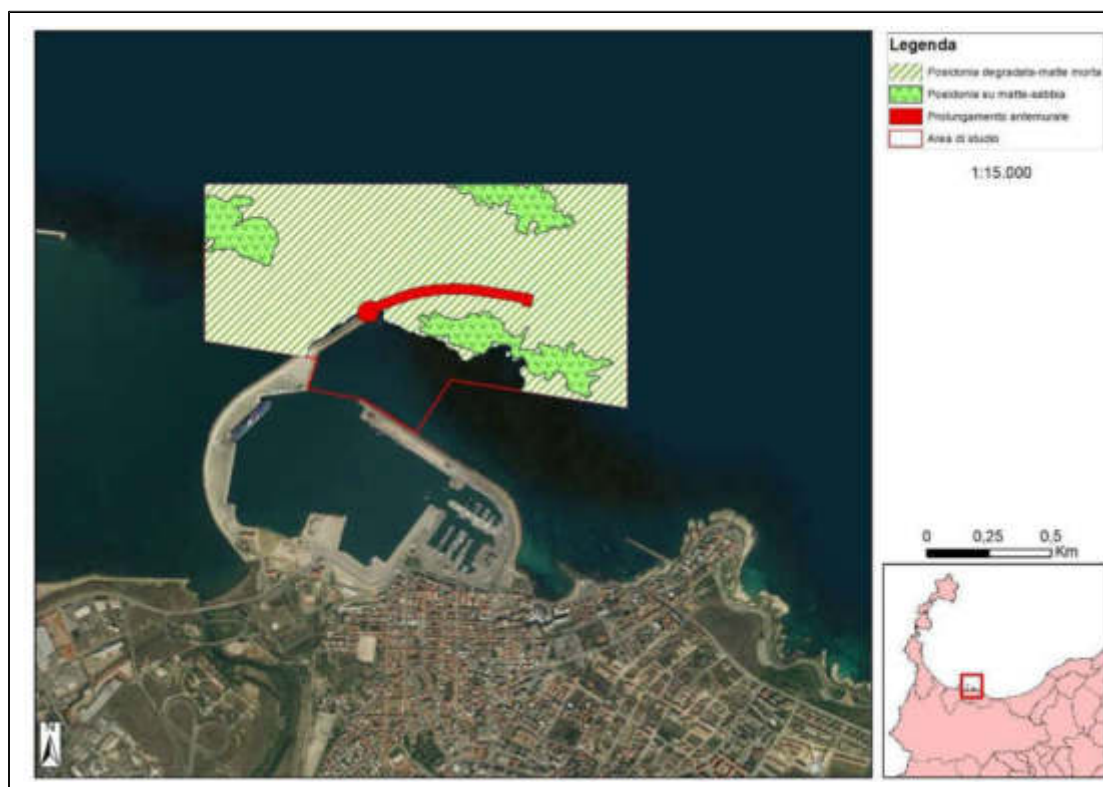 Legenda
Posidonia degradata-matte morta
Posidonia su matte-sabbia
Prolungamento antemurale
Area di studio
1:15.000
0 0,25 0,5
Km